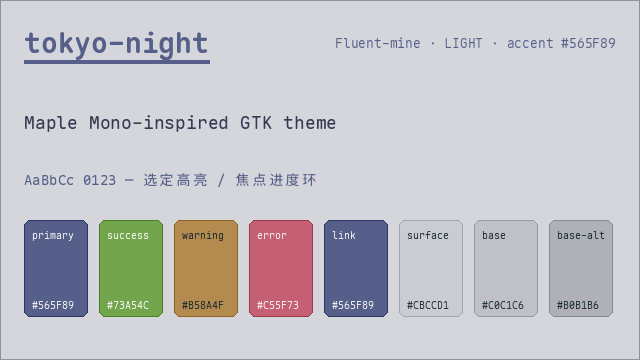 tokyo-night
Fluent-mine · LIGHT · accent #565F89
Maple Mono-inspired GTK theme
AaBbCc 0123 — 选定高亮 / 焦点进度环
primary success warning error link surface base base-alt
#565F89 #73A54C #B58A4F #C55F73 #565F89 #CBCCD1 #C0C1C6 #B0B1B6